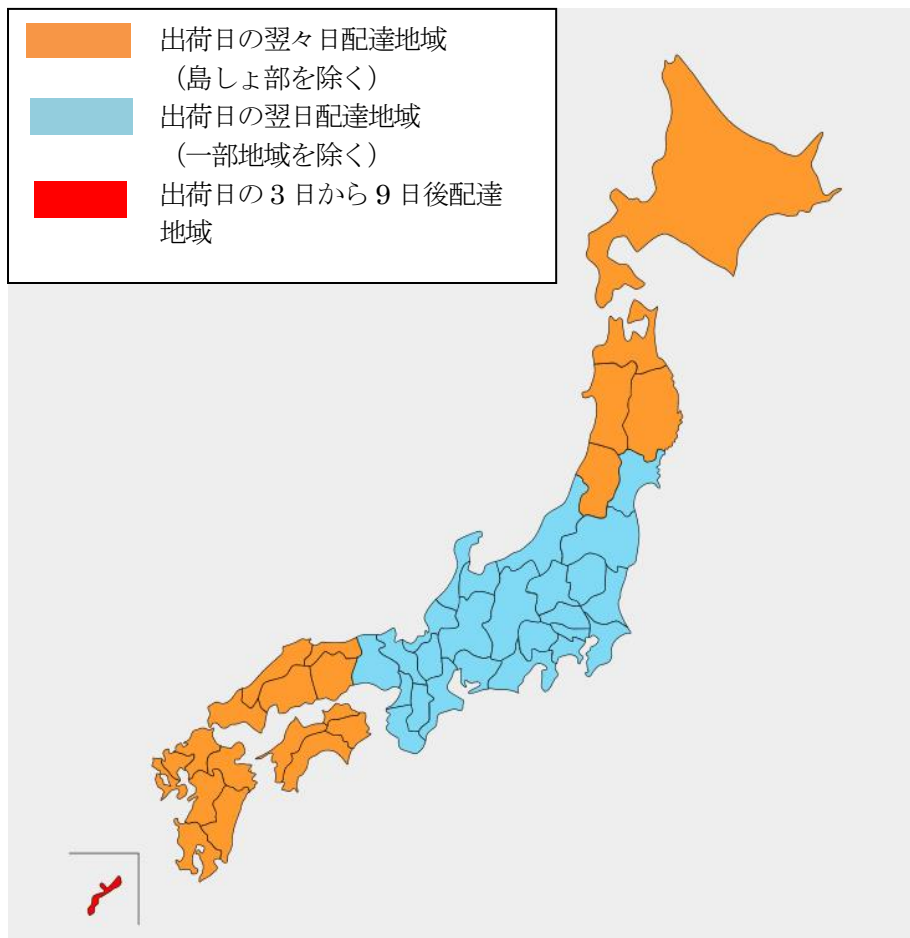 出荷日の翌々日配達地域
（島しょ部を除く）
出荷日の翌日配達地域
（一部地域を除く）
出荷日の 3 日から 9 日後配達
地域